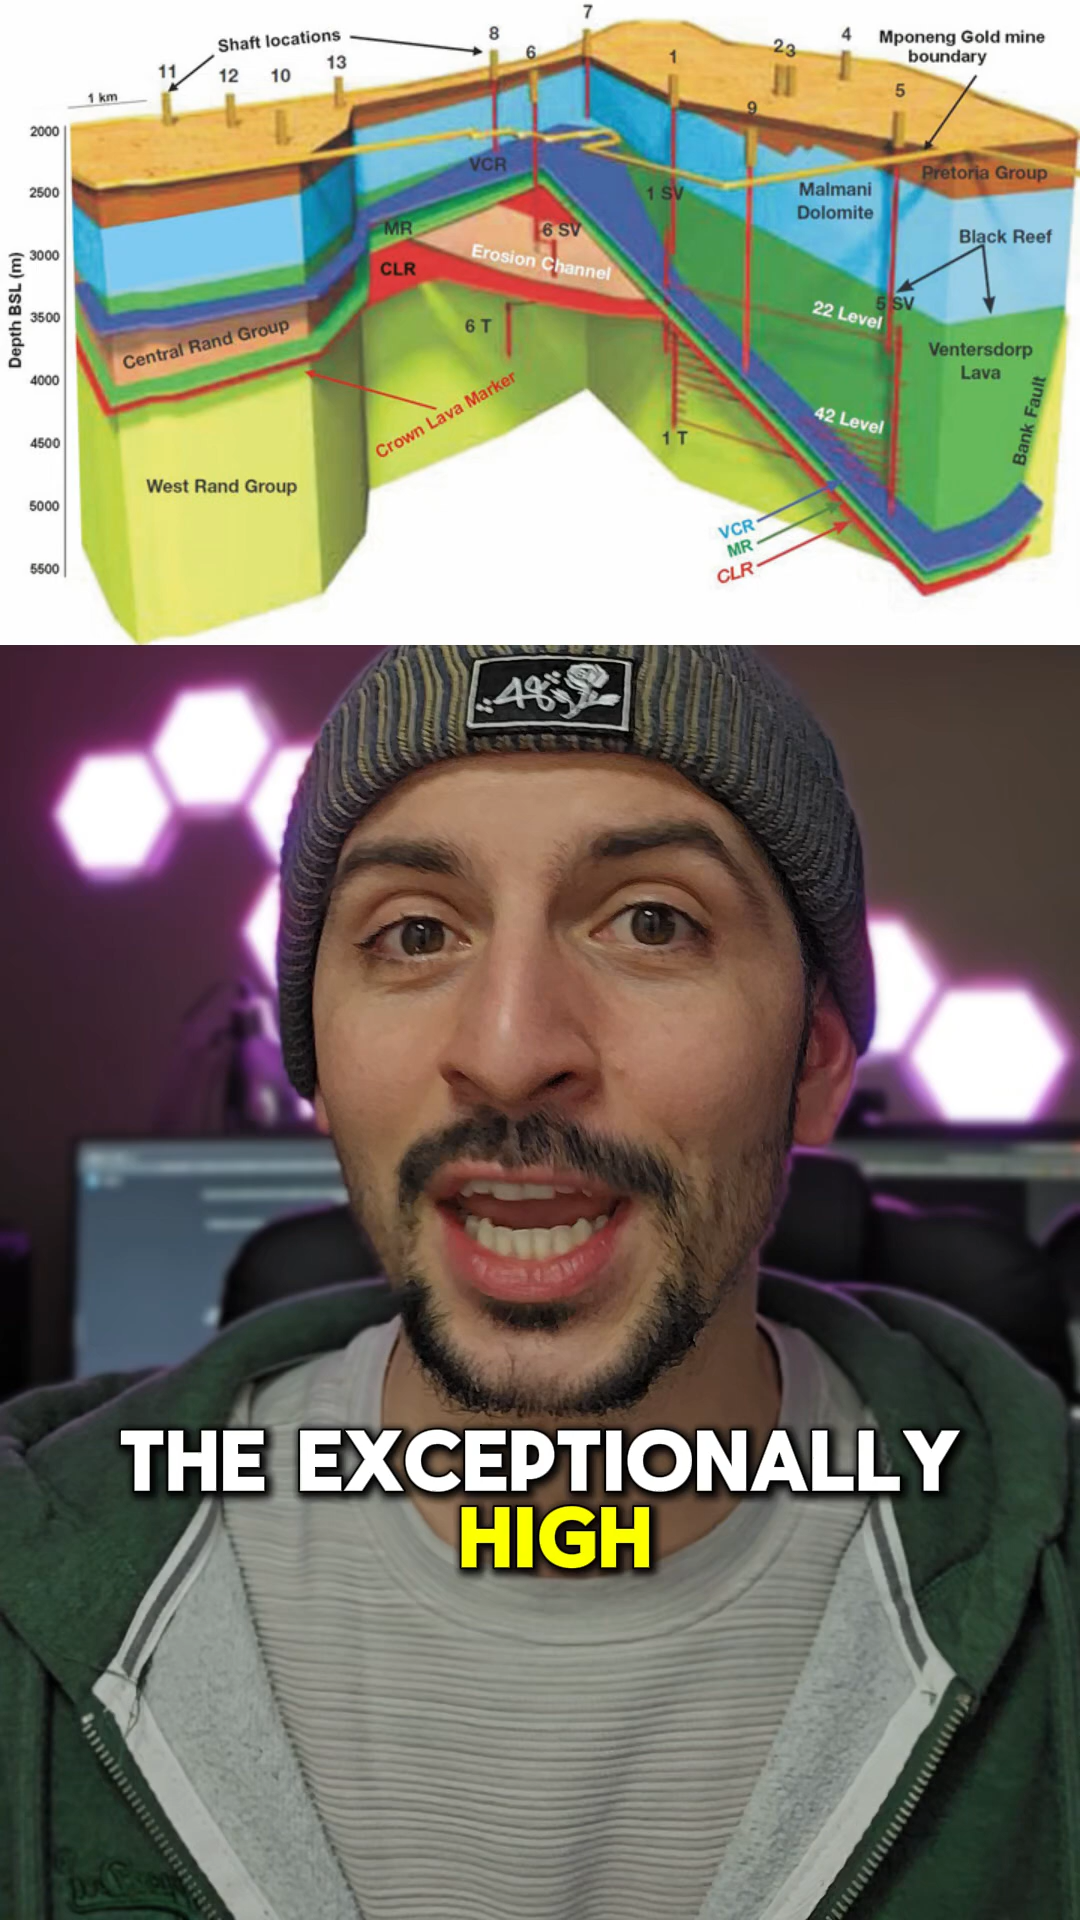 7
Shaft locations
8
6
4
Mponeng Gold mine
boundary
11
12
10
13
1
2 3
9
5
1 km
Depth BSL (m)
2000
2500
3000
3500
4000
4500
5000
5500
VCR
1 SV
Malmani
Dolomite
Pretoria Group
MR
6 SV
Black Reef
CLR
Erosion Channel
5 SV
22 Level
Central Rand Group
6 T
Ventersdorp
Lava
Crown Lava Marker
42 Level
Bank Fault
1 T
West Rand Group
VCR
MR
CLR
48
THE EXCEPTIONALLY
HIGH